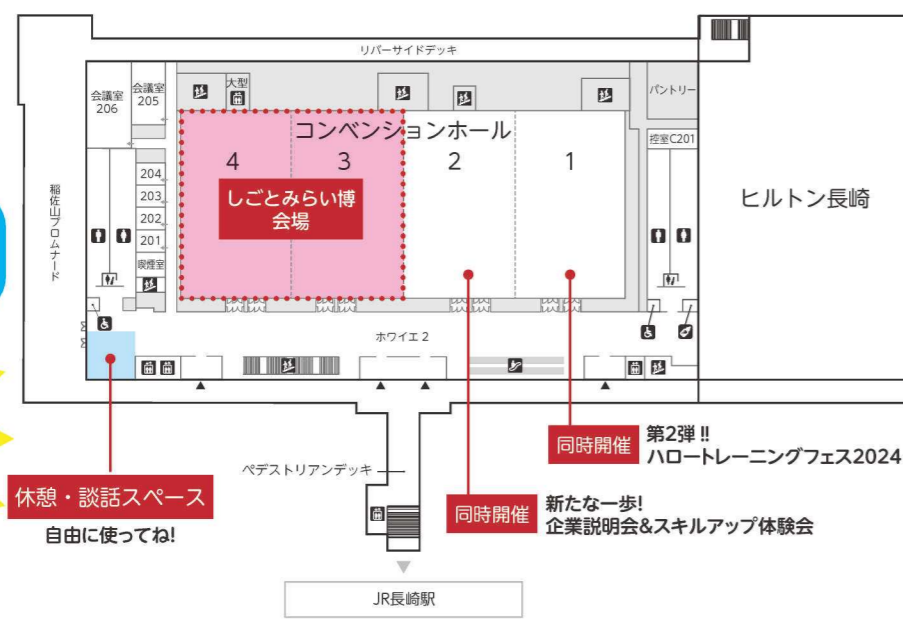 リバーサイドデッキ
会議室
206
会議室
205
大型
パントリー
控室C201
コンベンションホール
4
3
2
1
しごとみらい博
会場
ヒルトン長崎
稲佐山プロムナード
204
203
202
201
喫煙室
ホワイエ2
休憩・談話スペース
自由に使ってね!
ペデストリアンデッキ
同時開催
第2弾!!
ハロートレーニングフェス2024
同時開催
新たな一歩!
企業説明会&スキルアップ体験会
JR長崎駅